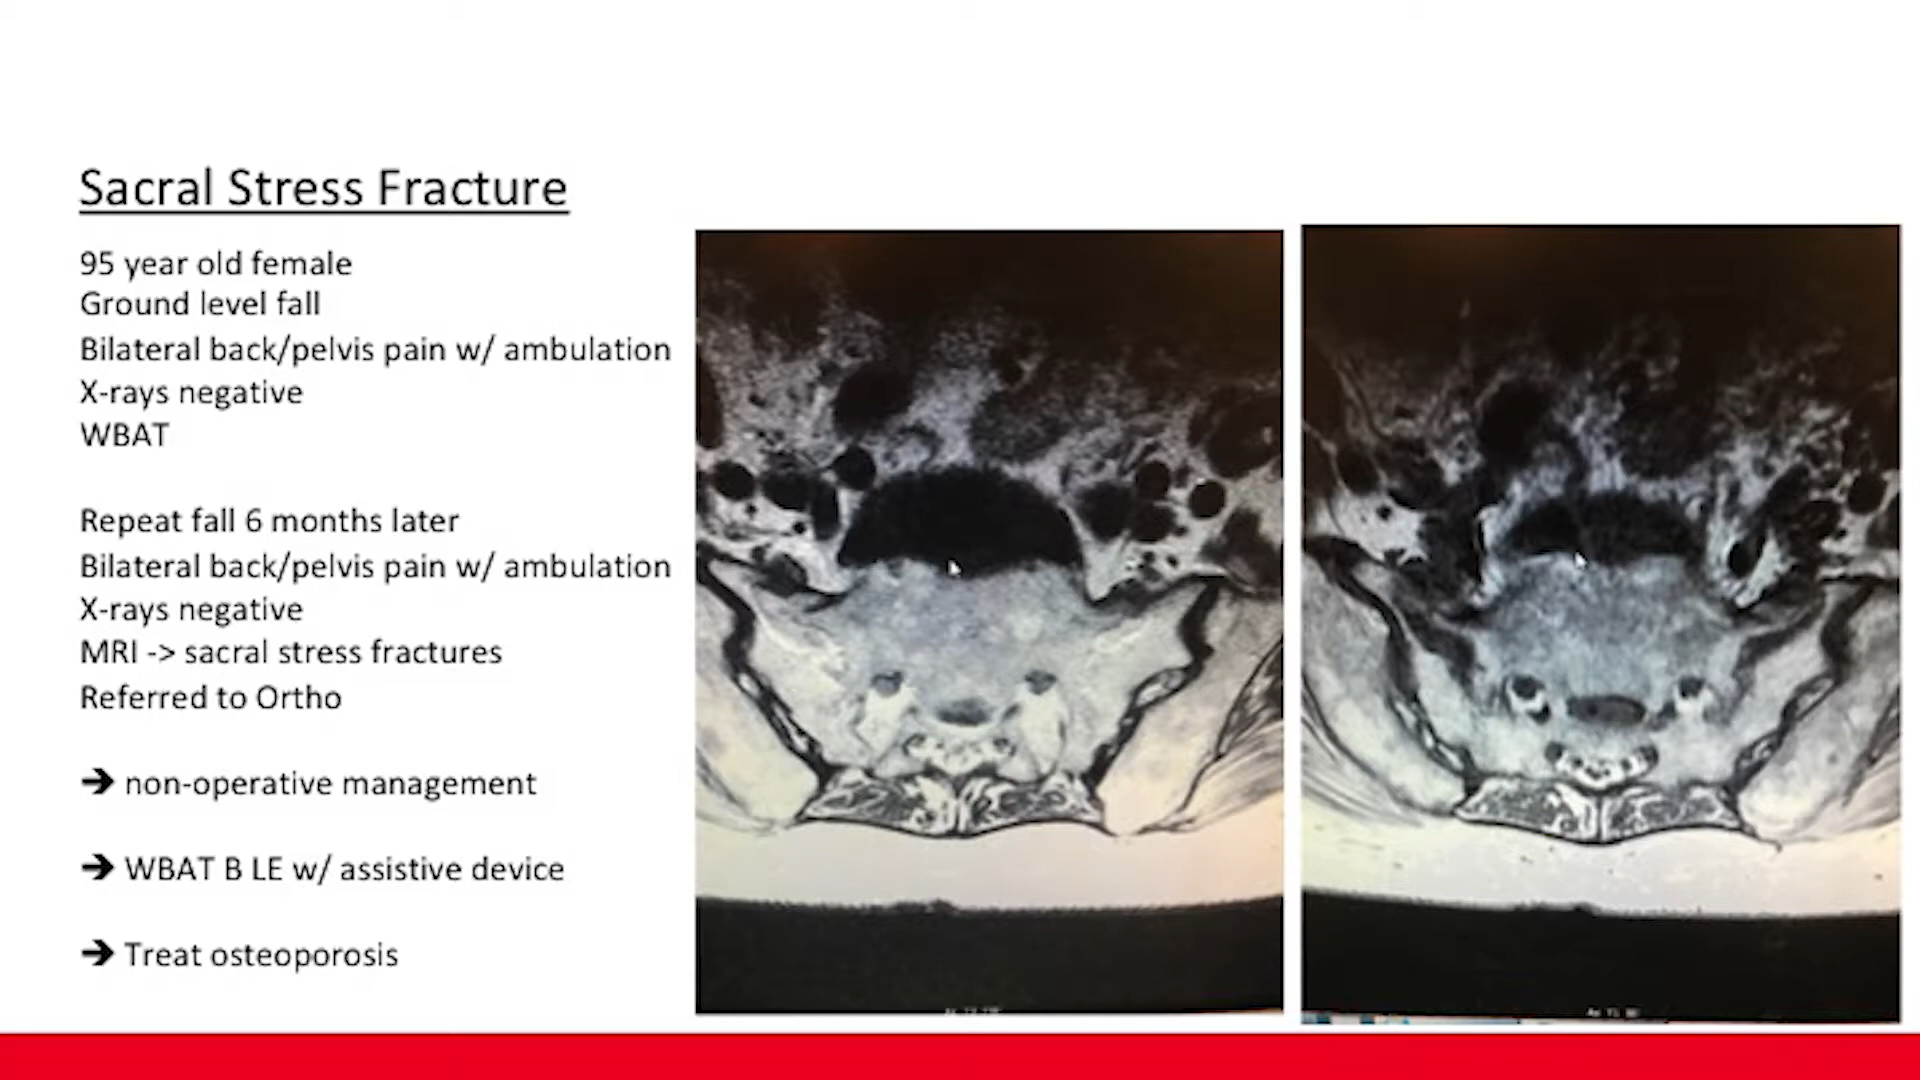 Sacral Stress Fracture
95 year old female
Ground level fall
Bilateral back/pelvis pain w/ ambulation
X-rays negative
WBAT
Repeat fall 6 months later
Bilateral back/pelvis pain w/ ambulation
X-rays negative
MRI -> sacral stress fractures
Referred to Ortho
➔ non-operative management
➔ WBAT B LE w/ assistive device
➔ Treat osteoporosis